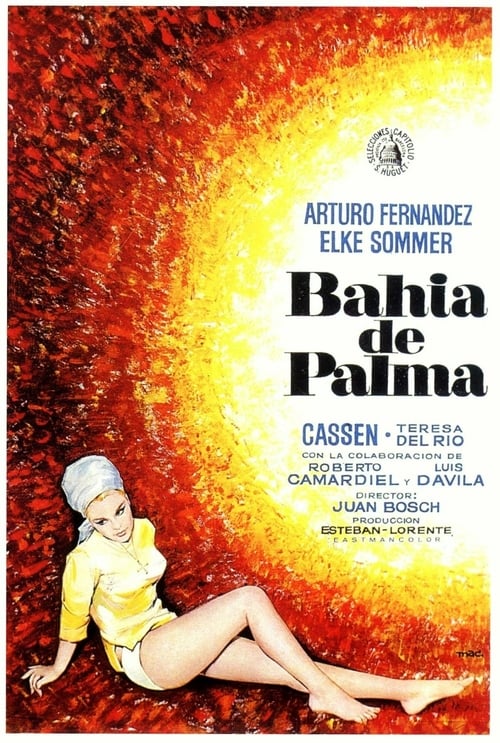 SELECCIONES CAPITOLIO
S. HUGUET
ARTURO FERNANDEZ
ELKE SOMMER
Bahia
de
Palma
CASSEN • TERESA DEL RIO
CON LA COLABORACION DE
ROBERTO CAMARDIEL Y LUIS DAVILA
DIRECTOR:
JUAN BOSCH
PRODUCCIÓN
ESTEBAN-LORENTE
EASTMANCOLOR
mac.